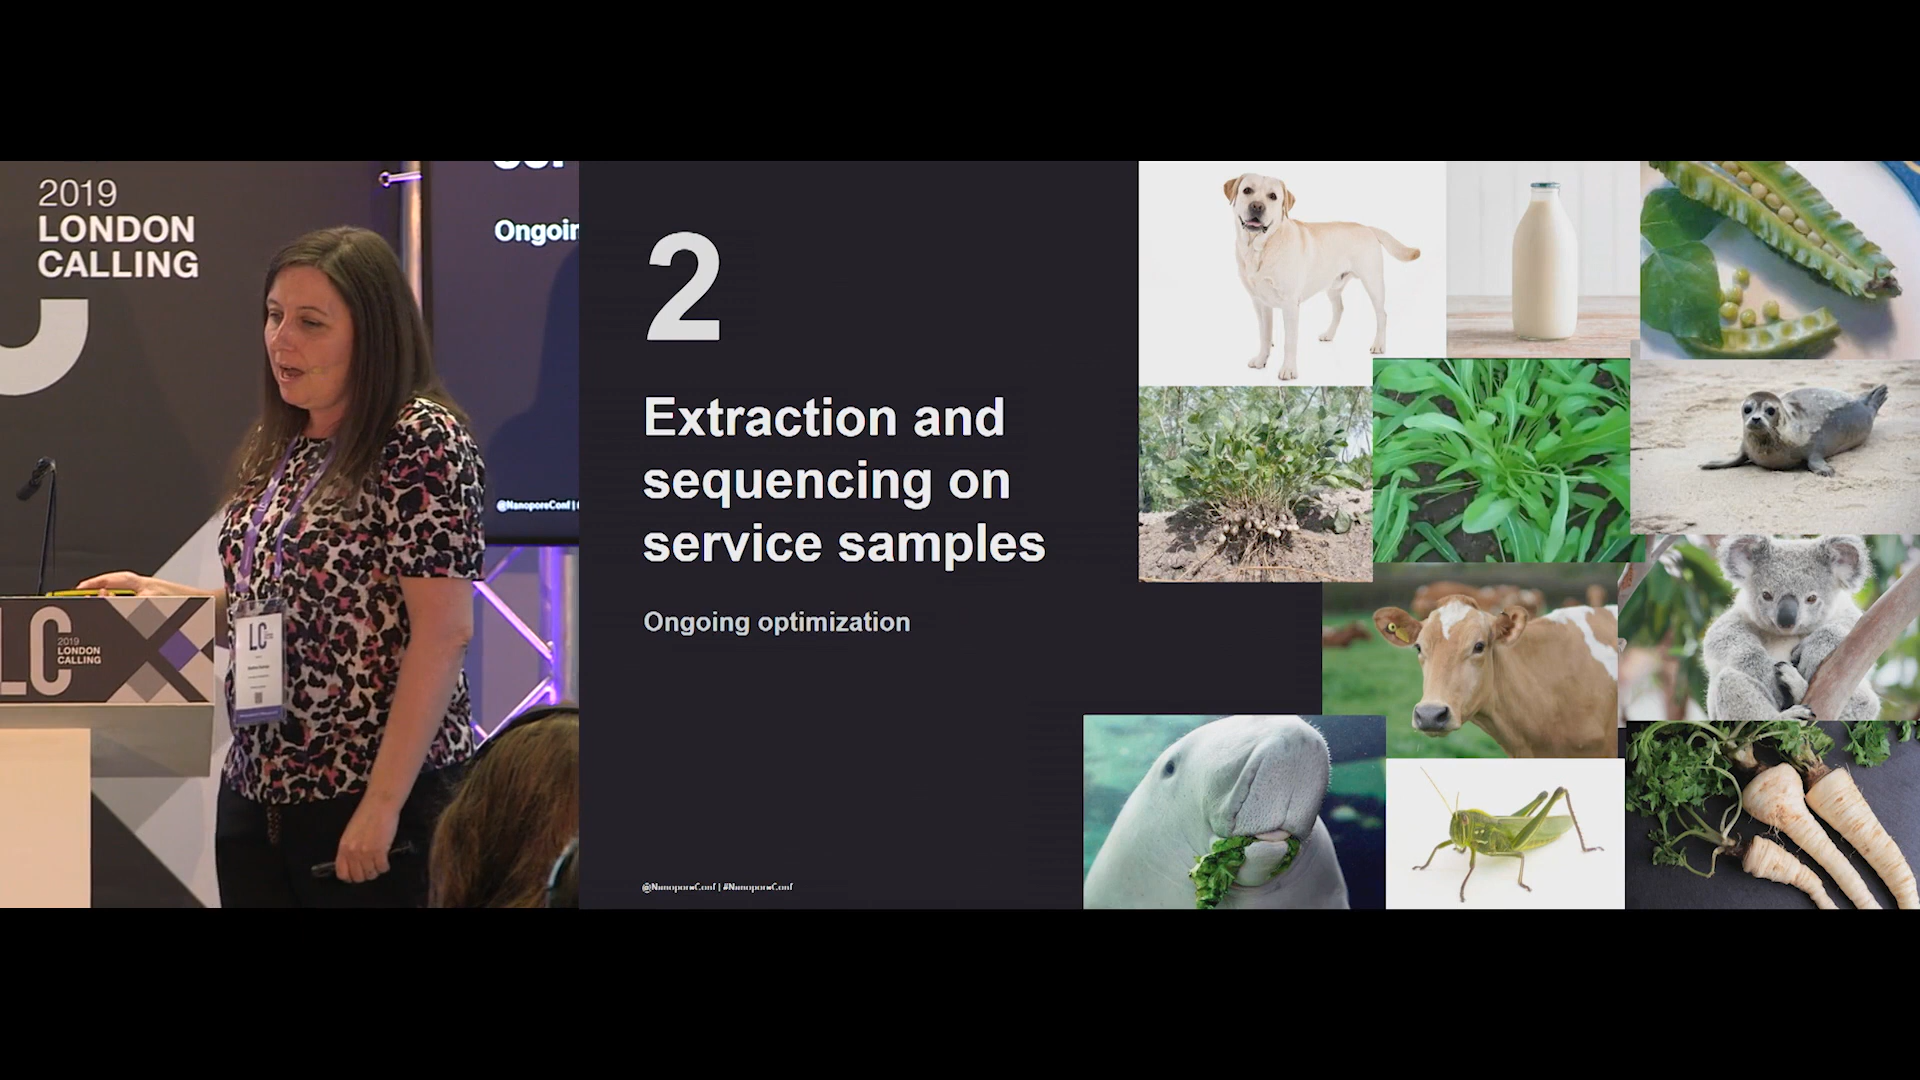 2019
LONDON
CALLING
Ongoin
@NanoporeConf |
LC
2019
LONDON
CALLING
LC
2
Extraction and
sequencing on
service samples
Ongoing optimization
@NanoporeConf | #NanoporeConf